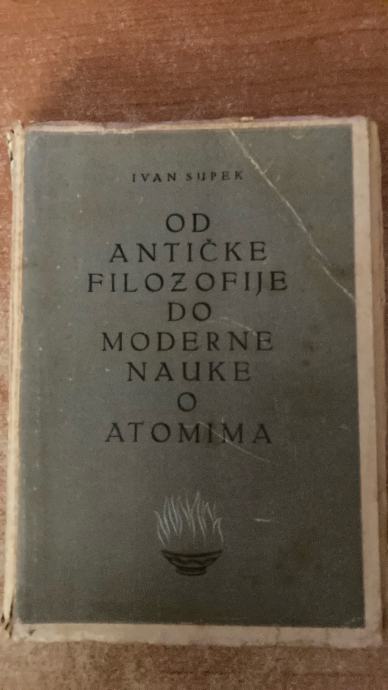 IVAN SUPEK
OD
ANTIČKE
FILOZOFIJE
DO
MODERNE
NAUKE
O
ATOMIMA